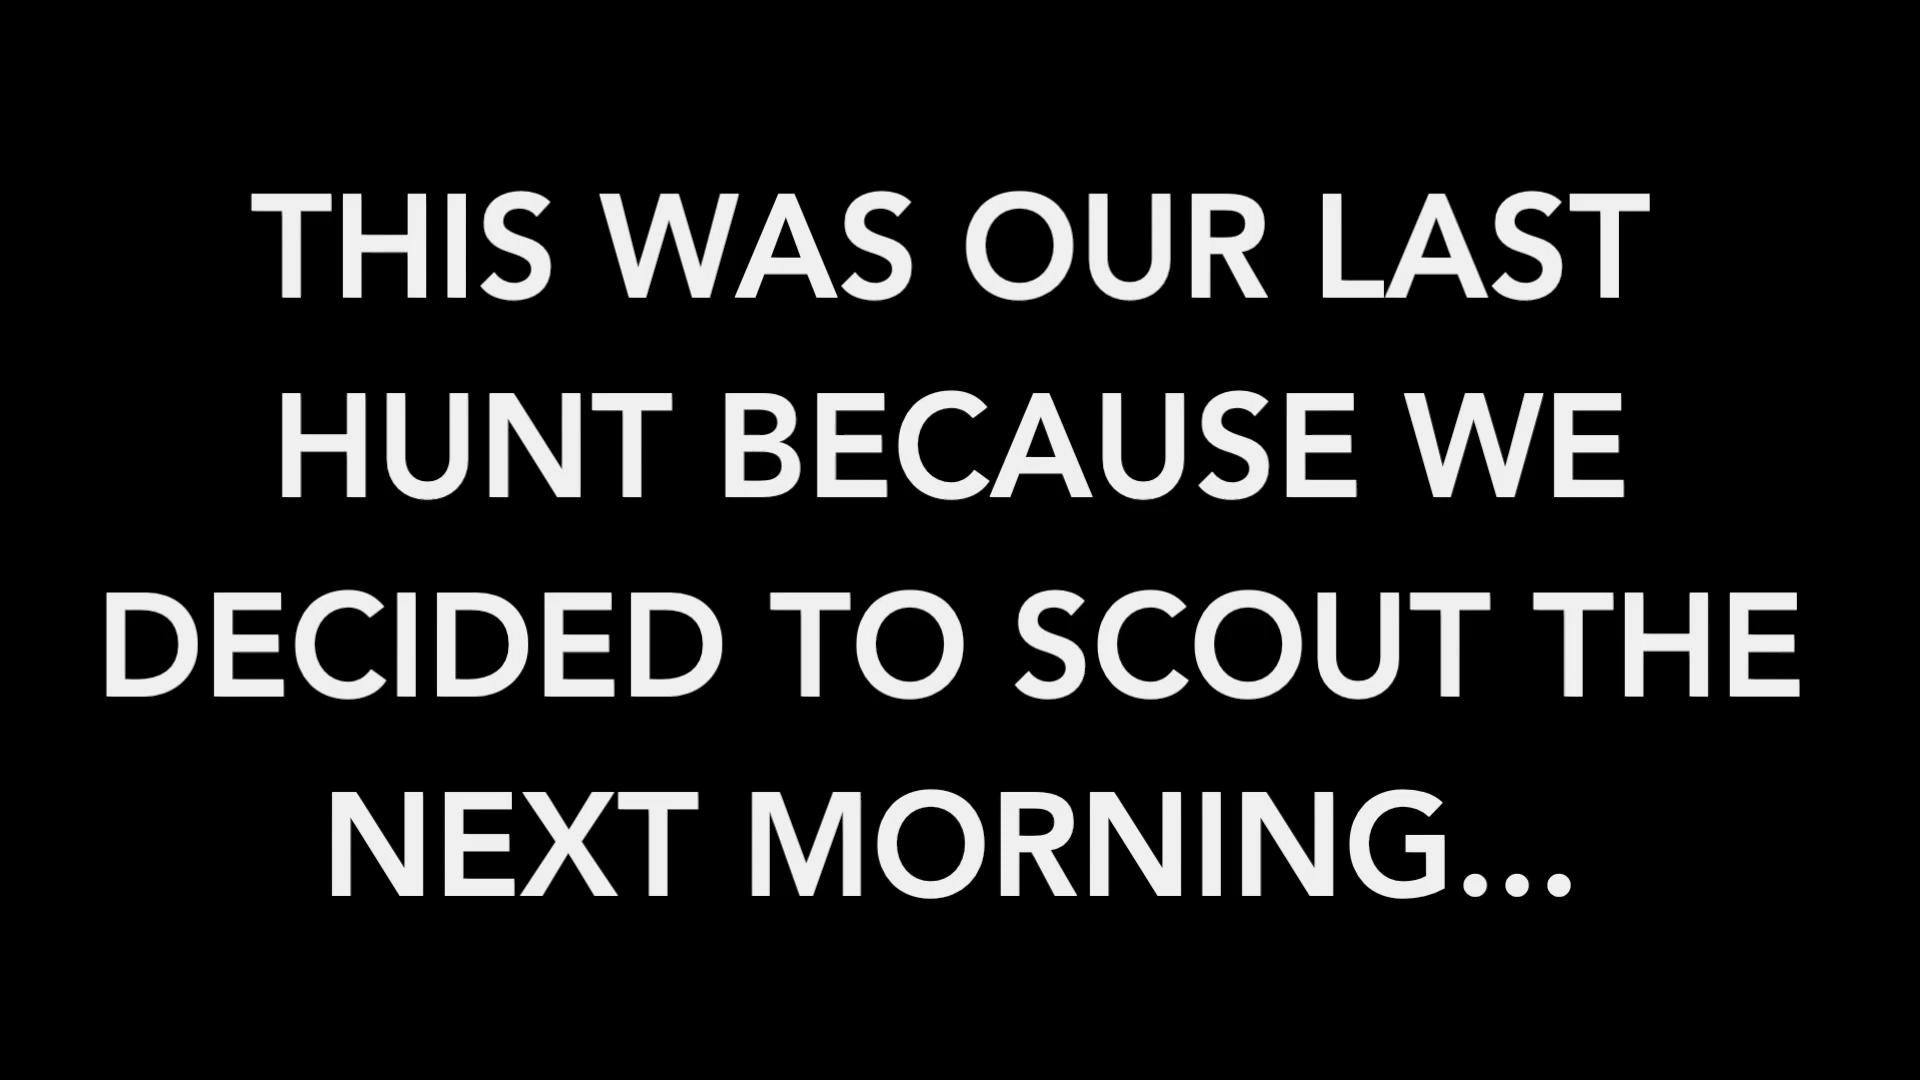 THIS WAS OUR LAST
HUNT BECAUSE WE
DECIDED TO SCOUT THE
NEXT MORNING...